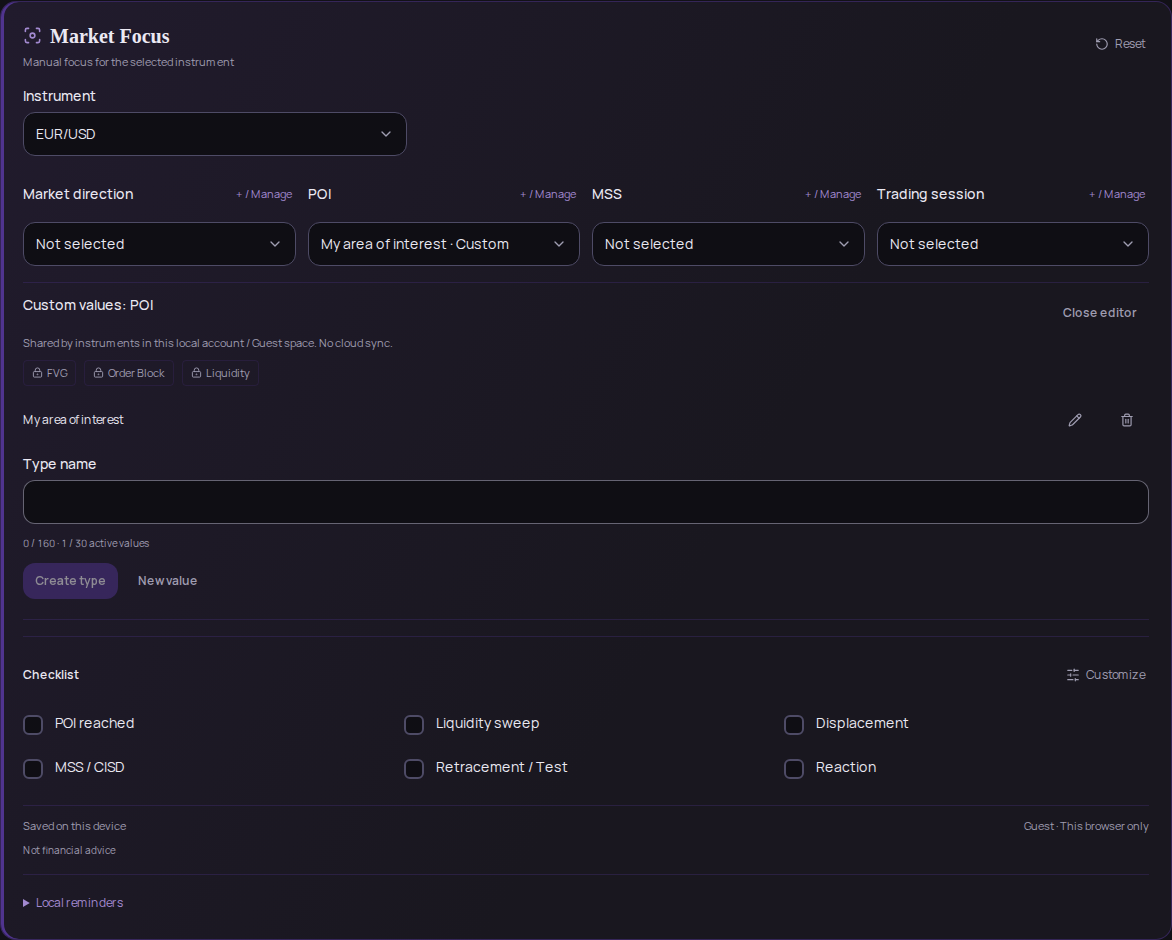 Market Focus
Reset
Manual focus for the selected instrument
Instrument
EUR/USD
Market direction + / Manage POI + / Manage MSS + / Manage Trading session + / Manage
Not selected My area of interest · Custom Not selected Not selected
Custom values: POI
Close editor
Shared by instruments in this local account / Guest space. No cloud sync.
FVG Order Block Liquidity
My area of interest
Type name
0 / 160 · 1 / 30 active values
Create type New value
Checklist Customize
POI reached Liquidity sweep Displacement
MSS / CISD Retracement / Test Reaction
Saved on this device Guest · This browser only
Not financial advice
Local reminders